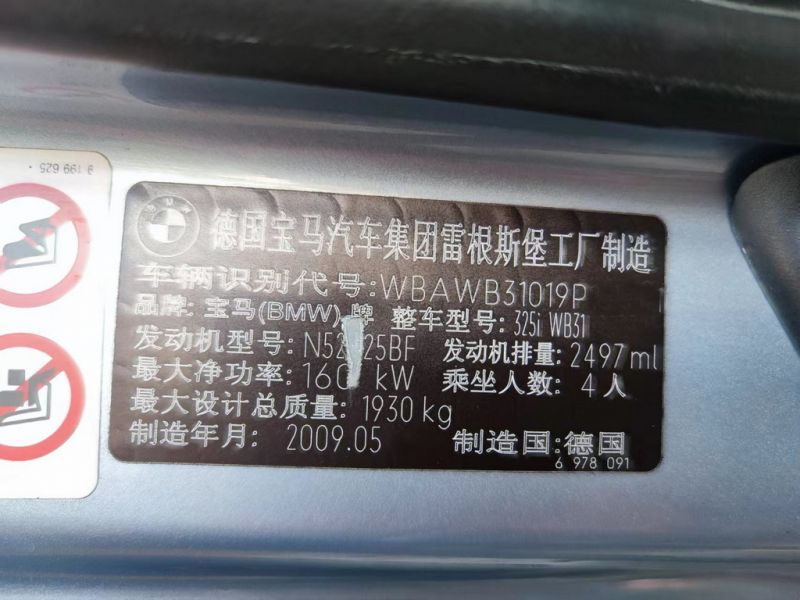 9 199 625
德国宝马汽车集团雷根斯堡工厂制造
车辆识别代号:WBAWB31019P
品牌: 宝马(BMW)牌 整车型号: 325i WB31
发动机型号: N52 25BF 发动机排量: 2497ml
最大净功率: 160 kW 乘坐人数: 4人
最大设计总质量: 1930kg
制造年月: 2009.05 制造国:德国
6 978 091